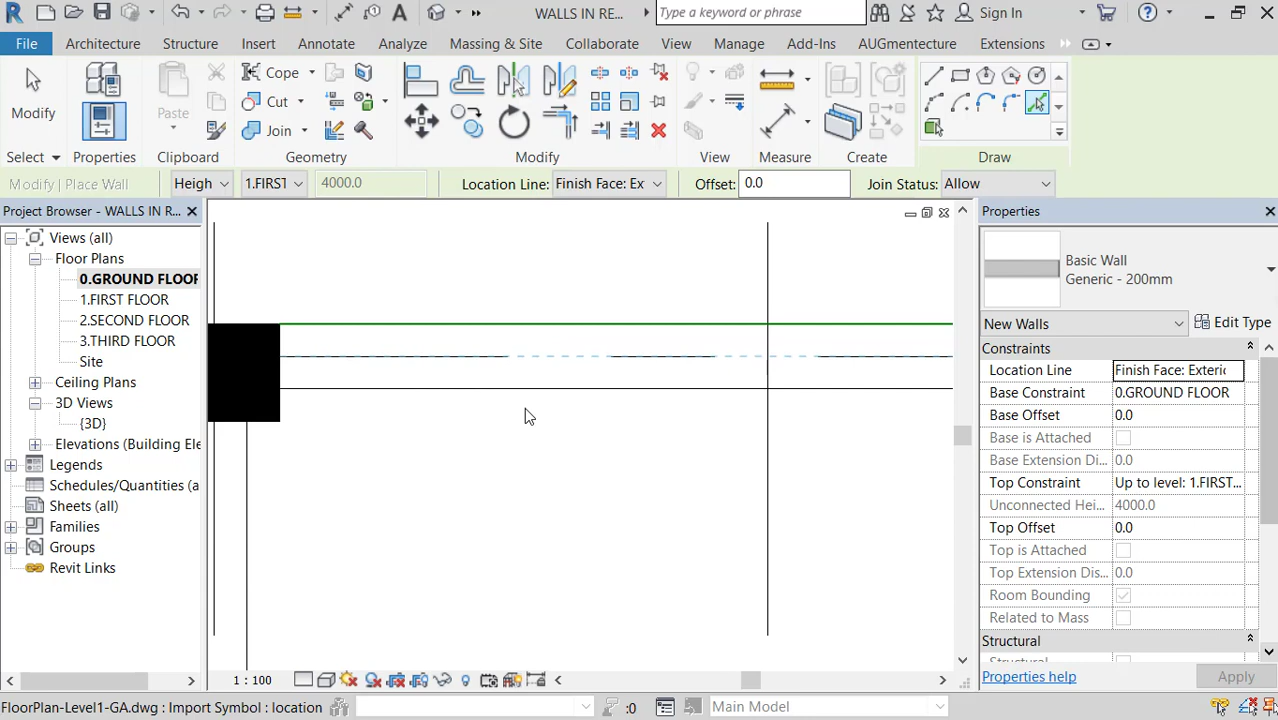 WALLS IN RE...
Type a keyword or phrase
Sign In
File Architecture Structure Insert Annotate Analyze Massing & Site Collaborate View Manage Add-Ins AUGmenture Extensions
Modify
Paste
Cope
Cut
Join
Select
Properties
Clipboard
Geometry
Modify
View
Measure
Create
Draw
Modify | Place Wall
Heigh
1.FIRST
4000.0
Location Line:
Finish Face: Ex
Offset:
0.0
Join Status:
Allow
Project Browser - WALLS IN R...
Views (all)
Floor Plans
0.GROUND FLOOR
1.FIRST FLOOR
2.SECOND FLOOR
3.THIRD FLOOR
Site
Ceiling Plans
3D Views
{3D}
Elevations (Building Ele
Legends
Schedules/Quantities (a
Sheets (all)
Families
Groups
Revit Links
Properties
Basic Wall
Generic - 200mm
New Walls
Edit Type
Constraints
Location Line Finish Face: Exteric
Base Constraint 0.GROUND FLOOR
Base Offset 0.0
Base is Attached
Base Extension Di... 0.0
Top Constraint Up to level: 1.FIRST...
Unconnected Hei... 4000.0
Top Offset 0.0
Top is Attached
Top Extension Dis... 0.0
Room Bounding
Related to Mass
Structural
Properties help
Apply
1 : 100
FloorPlan-Level1-GA.dwg : Import Symbol : location
:0
Main Model